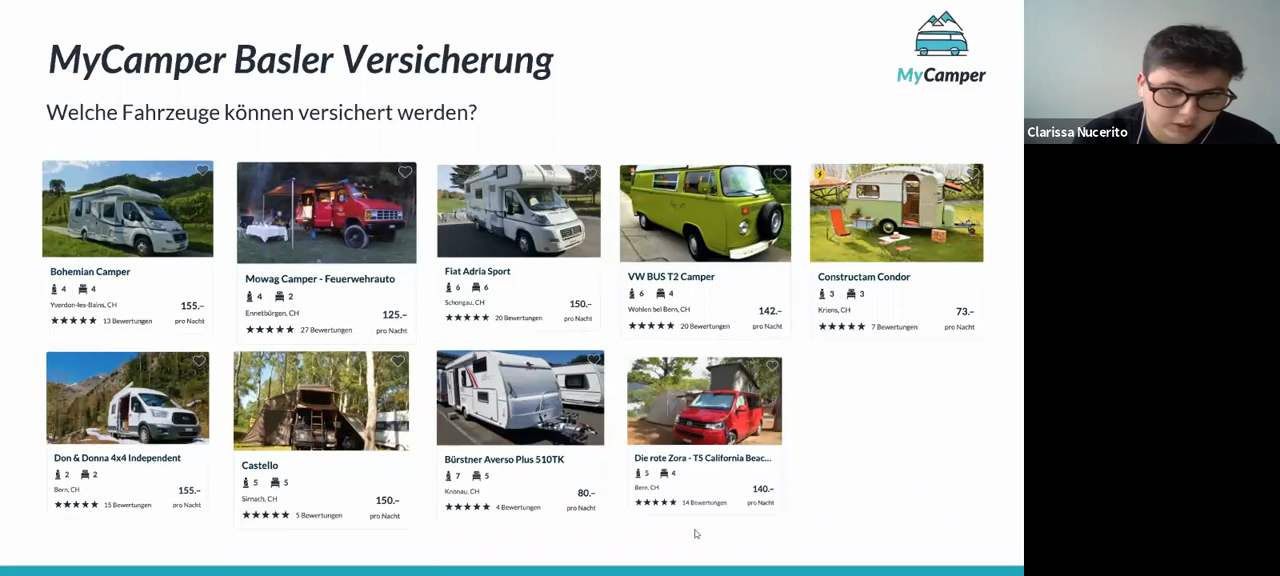 MyCamper Basler Versicherung
MyCamper
Welche Fahrzeuge können versichert werden?
Clarissa Nucerito
Bohemian Camper
4 4
Yverdon-les-Bains, CH
155.–
13 Bewertungen
pro Nacht
Mowag Camper - Feuerwehrauto
4 2
Ennetbürgen, CH
125.–
27 Bewertungen
pro Nacht
Fiat Adria Sport
6 6
Schongau, CH
150.–
20 Bewertungen
pro Nacht
VW BUS T2 Camper
6 4
Wohlen bei Bern, CH
142.–
20 Bewertungen
pro Nacht
Constructam Condor
3 3
Kriens, CH
73.–
7 Bewertungen
pro Nacht
Don & Donna 4x4 Independent
2 2
Bern, CH
155.–
15 Bewertungen
pro Nacht
Castello
5 5
Sirnach, CH
150.–
5 Bewertungen
pro Nacht
Bürstner Averso Plus 510TK
7 5
Knonau, CH
80.–
4 Bewertungen
pro Nacht
Die rote Zora - T5 California Beac...
5 4
Bern, CH
140.–
14 Bewertungen
pro Nacht